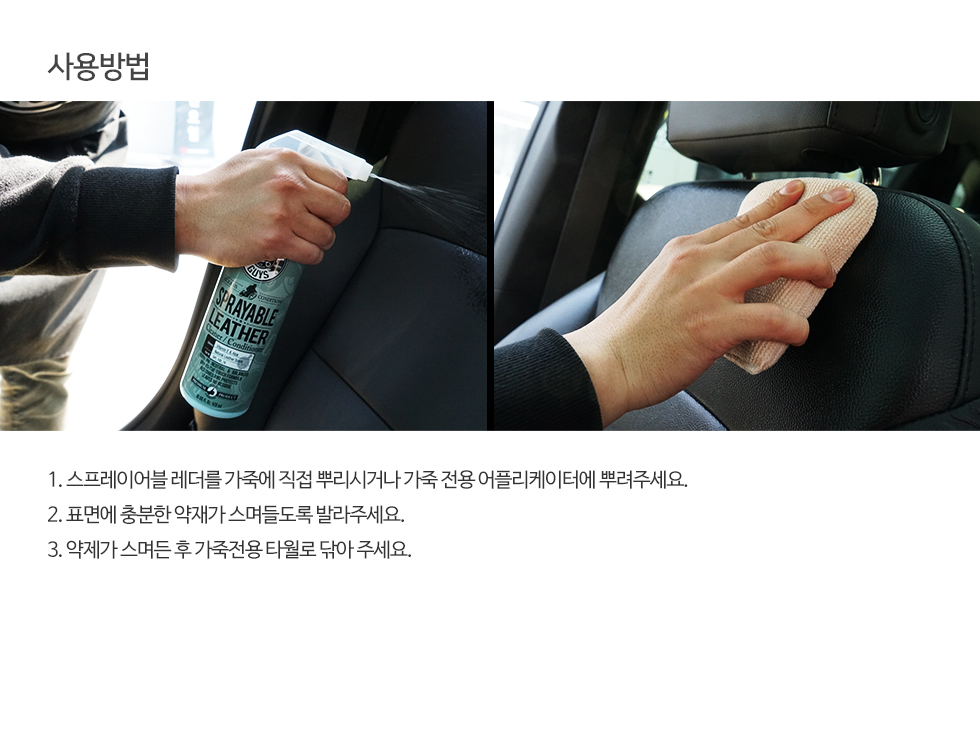 사용방법
GUYS
SPRAYABLE
LEATHER
Cleaner / Conditioner
1. 스프레이어블 레더를 가죽에 직접 뿌리시거나 가죽 전용 어플리케이터에 뿌려주세요.
2. 표면에 충분한 약재가 스며들도록 발라주세요.
3. 약제가 스며든 후 가죽전용 타월로 닦아 주세요.